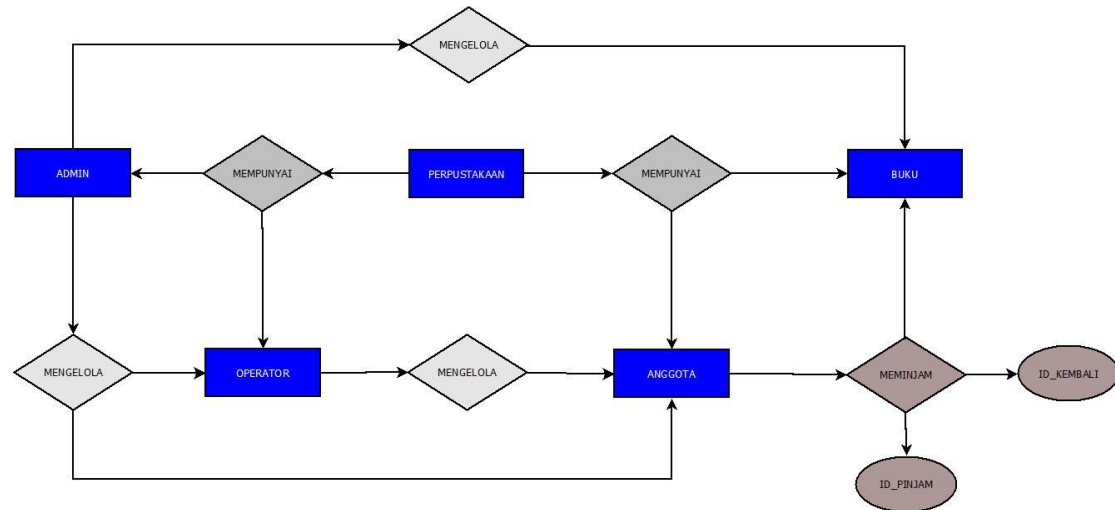 MENGELOLA
ADMIN
MEMPUNYAI
PERPUSTAKAAN
MEMPUNYAI
BUKU
MENGELOLA
OPERATOR
MENGELOLA
ANGGOTA
MEMINJAM
ID_KEMBALI
ID_PINJAM